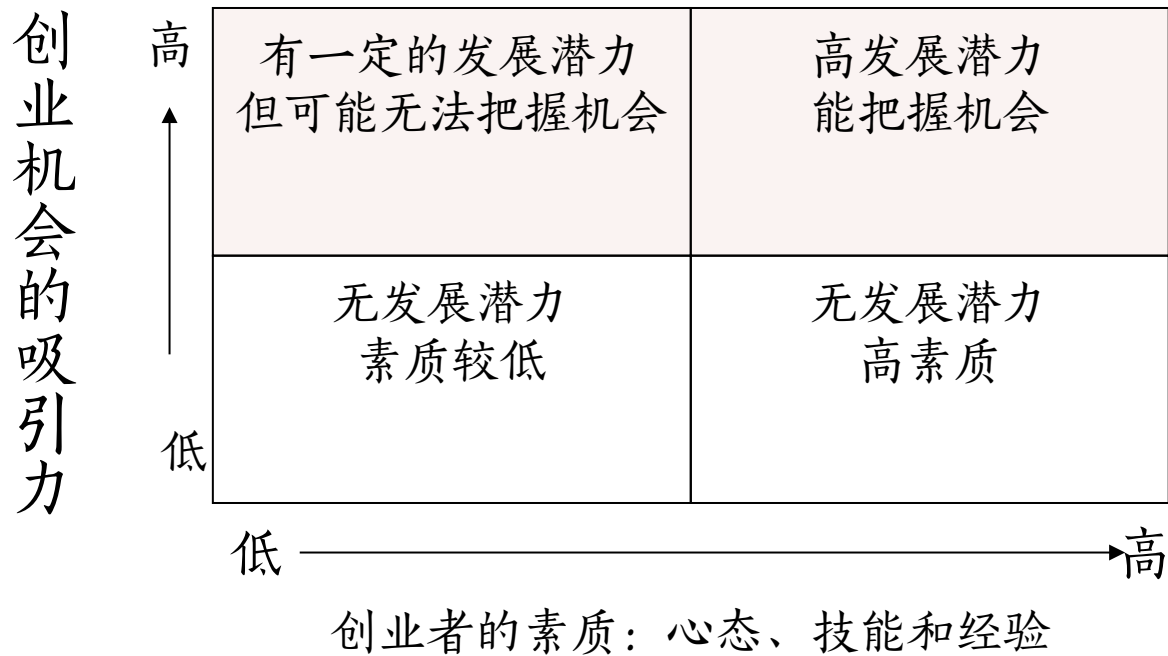 创业机会的吸引力
高
低
有一定的发展潜力
但可能无法把握机会
高发展潜力
能把握机会
无发展潜力
素质较低
无发展潜力
高素质
低
高
创业者的素质：心态、技能和经验